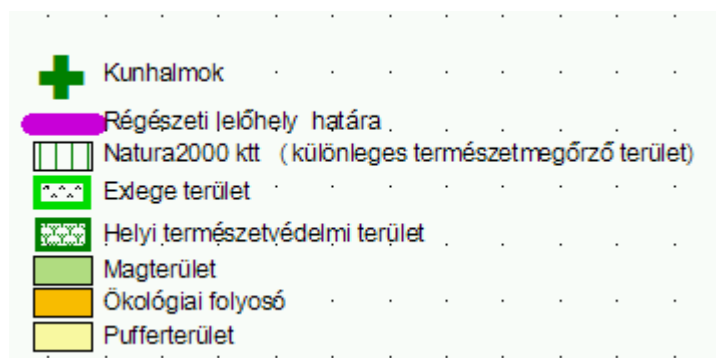 Kunhalmok
Régészeti lelőhely határa
Natura2000 ktt (különleges természetmegőrző terület)
Exlege terület
Helyi természetvédelmi terület
Magterület
Ökológiai folyosó
Pufferterület